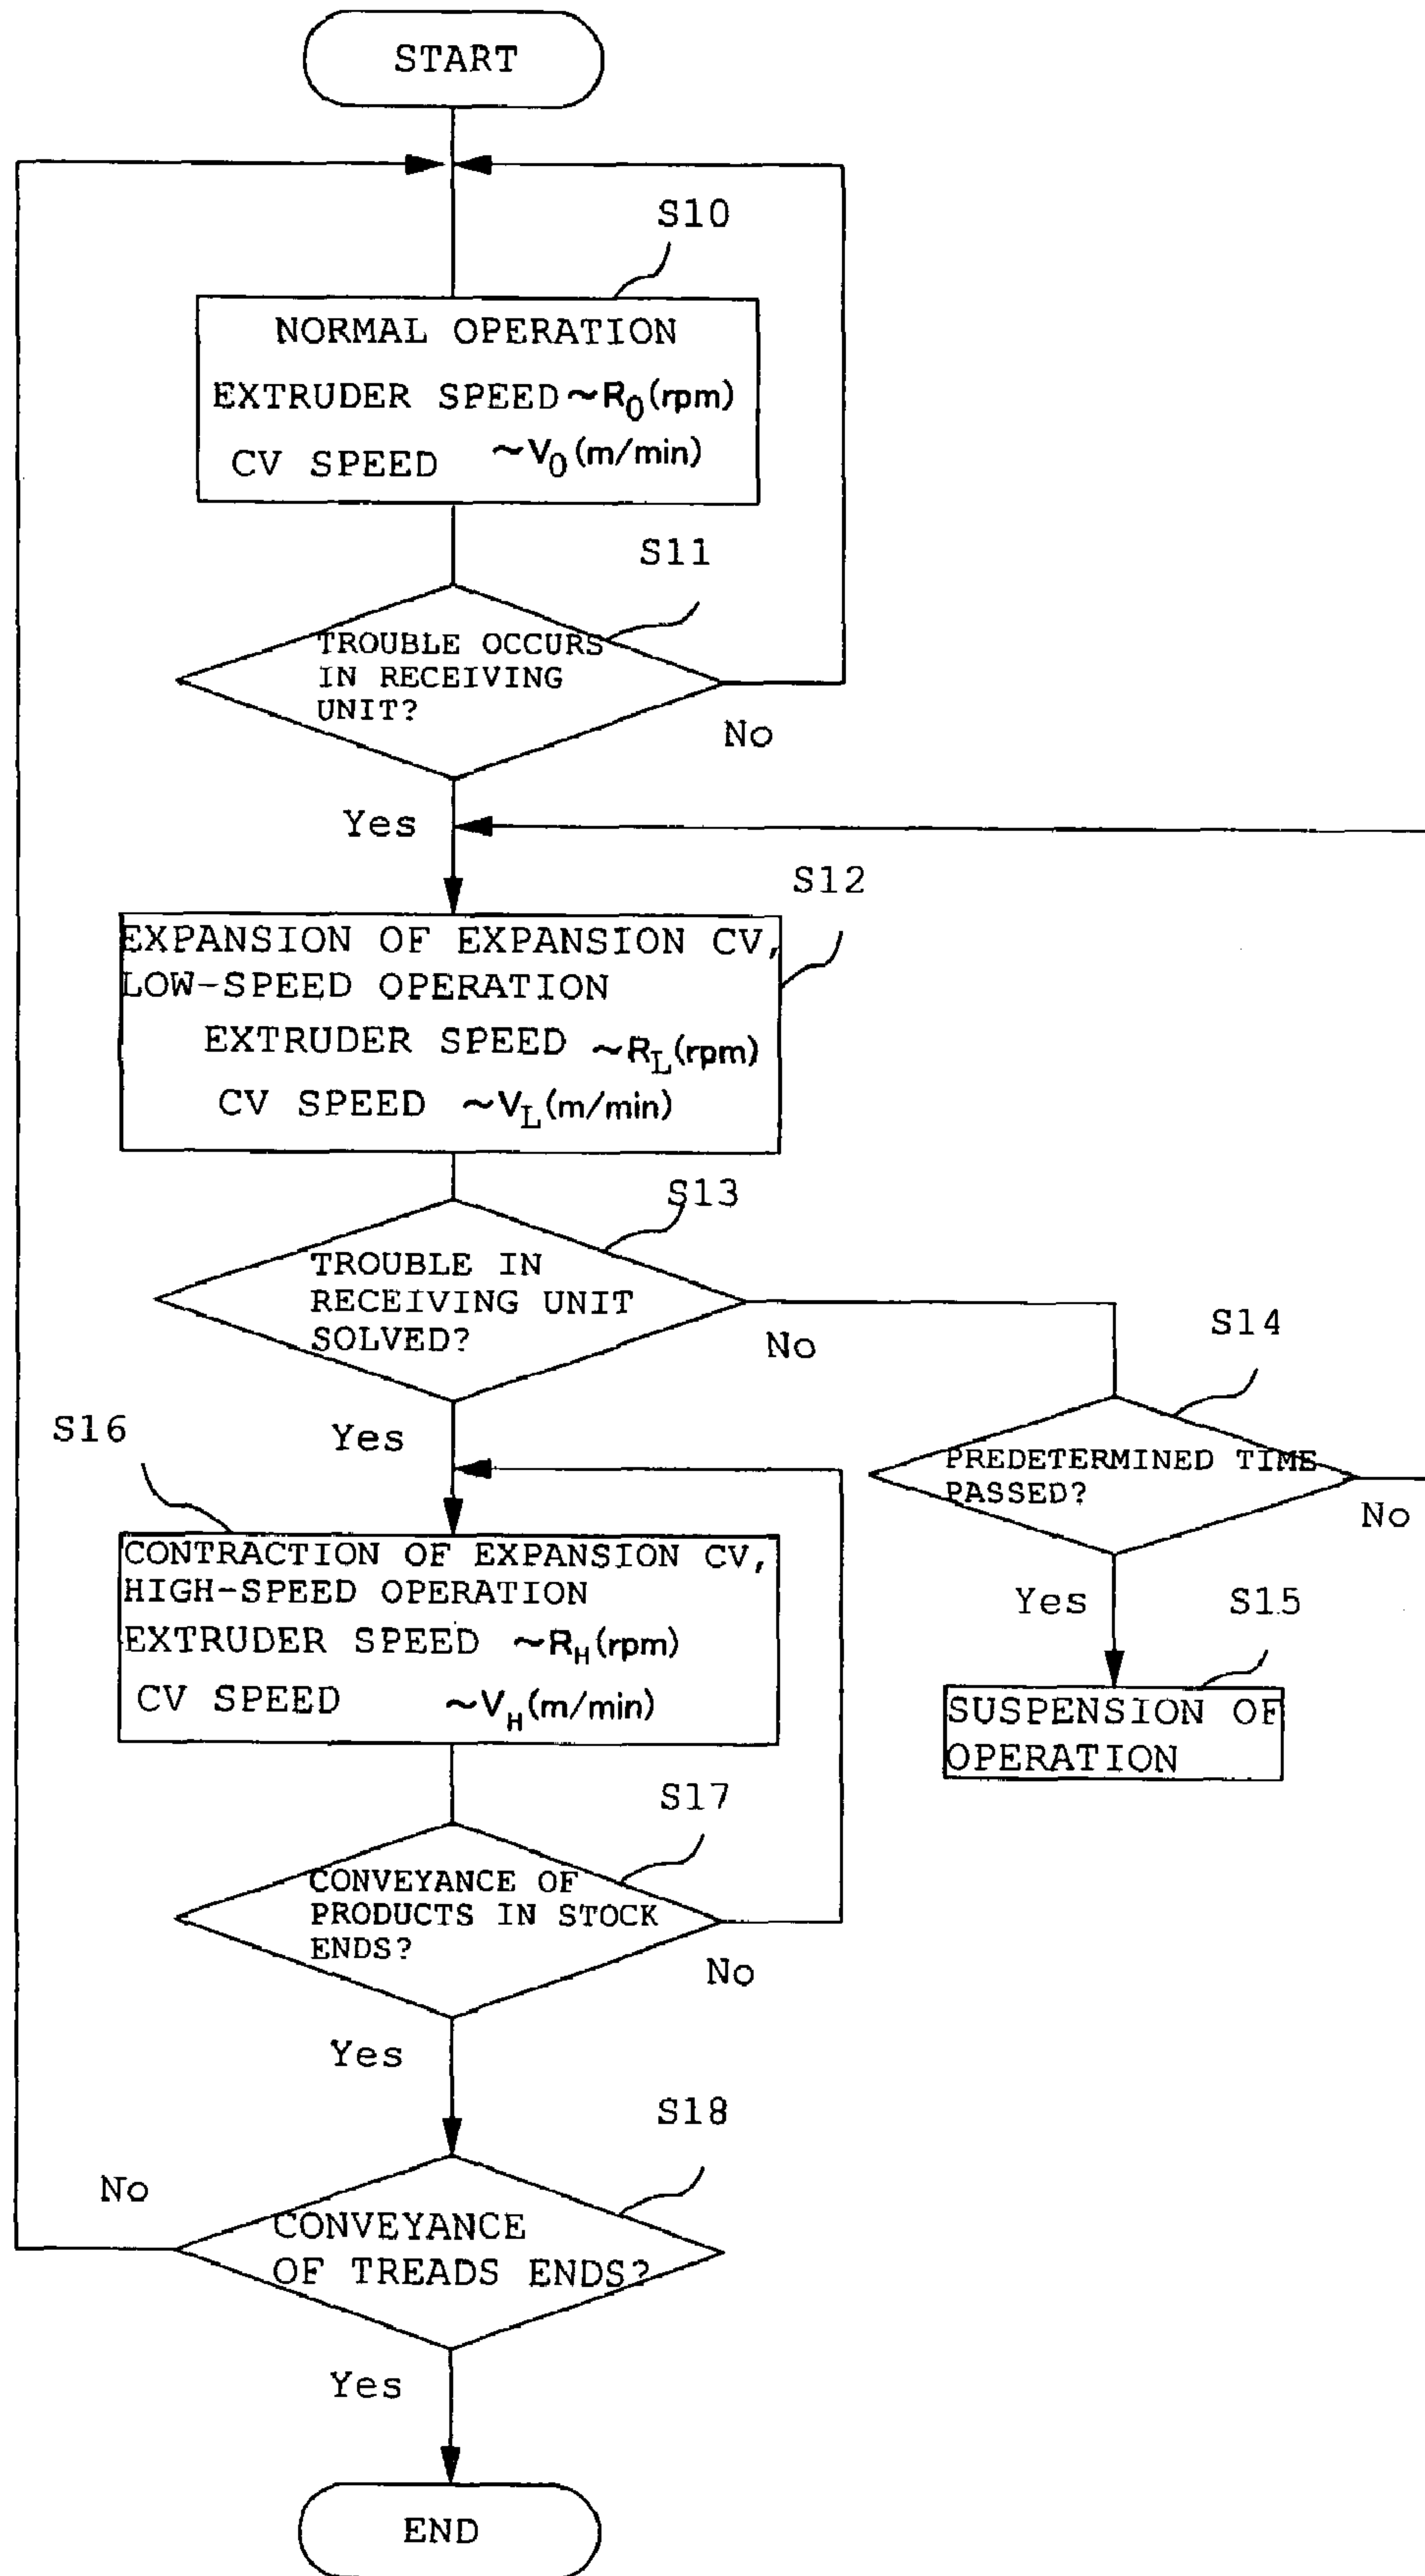 START
S10
NORMAL OPERATION
EXTRUDER SPEED ~R0(rpm)
CV SPEED ~V0(m/min)
S11
TROUBLE OCCURS
IN RECEIVING
UNIT?
No
Yes
S12
EXPANSION OF EXPANSION CV,
LOW-SPEED OPERATION
EXTRUDER SPEED ~RL(rpm)
CV SPEED ~VL(m/min)
S13
TROUBLE IN
RECEIVING UNIT
SOLVED?
No
Yes
S14
PREDETERMINED TIME
PASSED?
No
Yes
S15
SUSPENSION OF
OPERATION
S16
CONTRACTION OF EXPANSION CV,
HIGH-SPEED OPERATION
EXTRUDER SPEED ~RH(rpm)
CV SPEED ~VH(m/min)
S17
CONVEYANCE OF
PRODUCTS IN STOCK
ENDS?
No
Yes
S18
CONVEYANCE
OF TREADS ENDS?
No
Yes
END